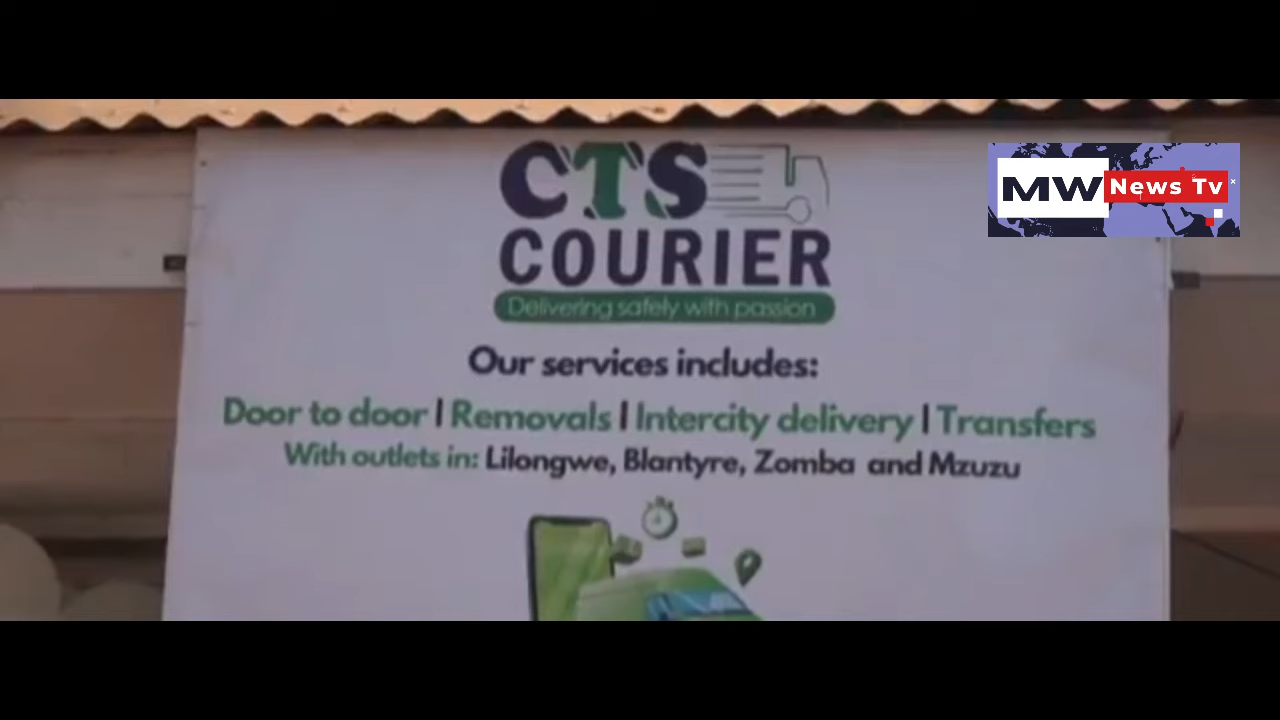 CTS
COURIER
Delivering safely with passion
Our services includes:
Door to door | Removals | Intercity delivery | Transfers
With outlets in: Lilongwe, Blantyre, Zomba and Mzuzu
MW News Tv